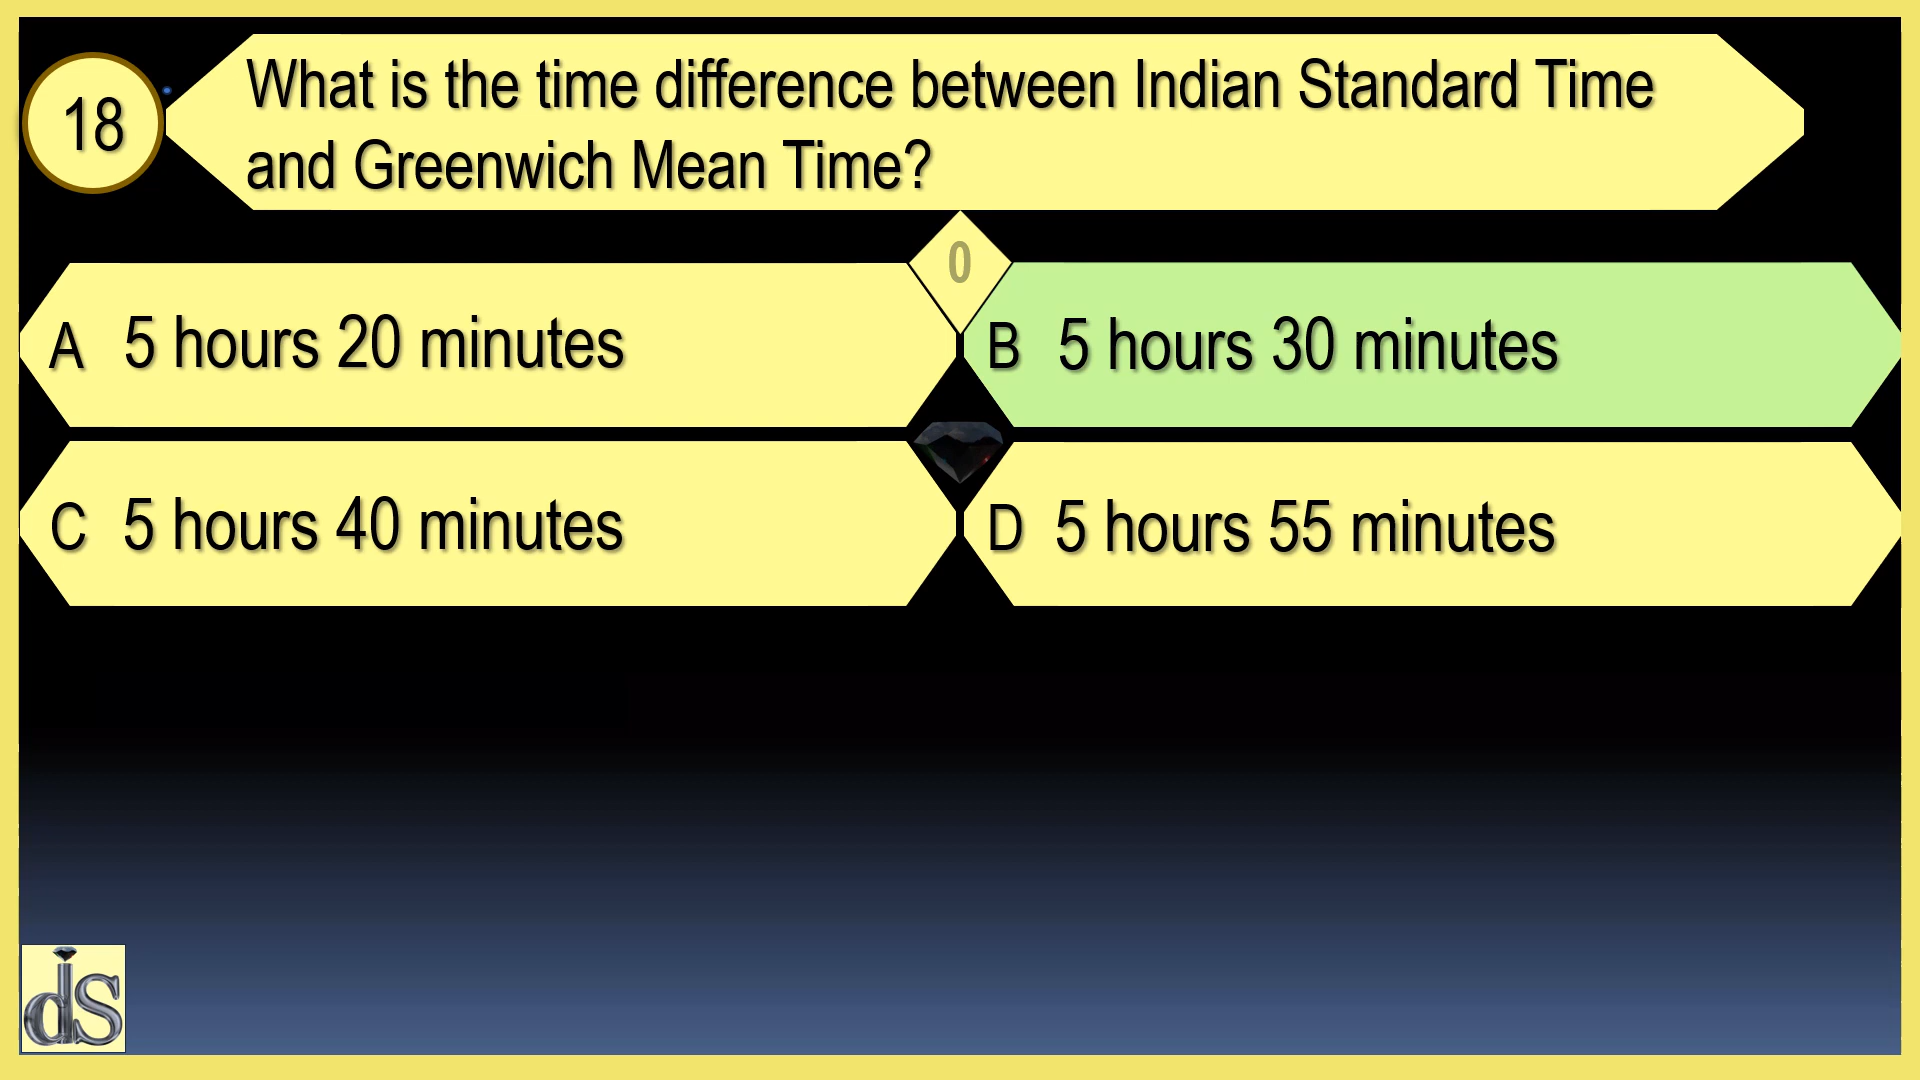 18
What is the time difference between Indian Standard Time
and Greenwich Mean Time?
0
A 5 hours 20 minutes
B 5 hours 30 minutes
C 5 hours 40 minutes
D 5 hours 55 minutes
ds